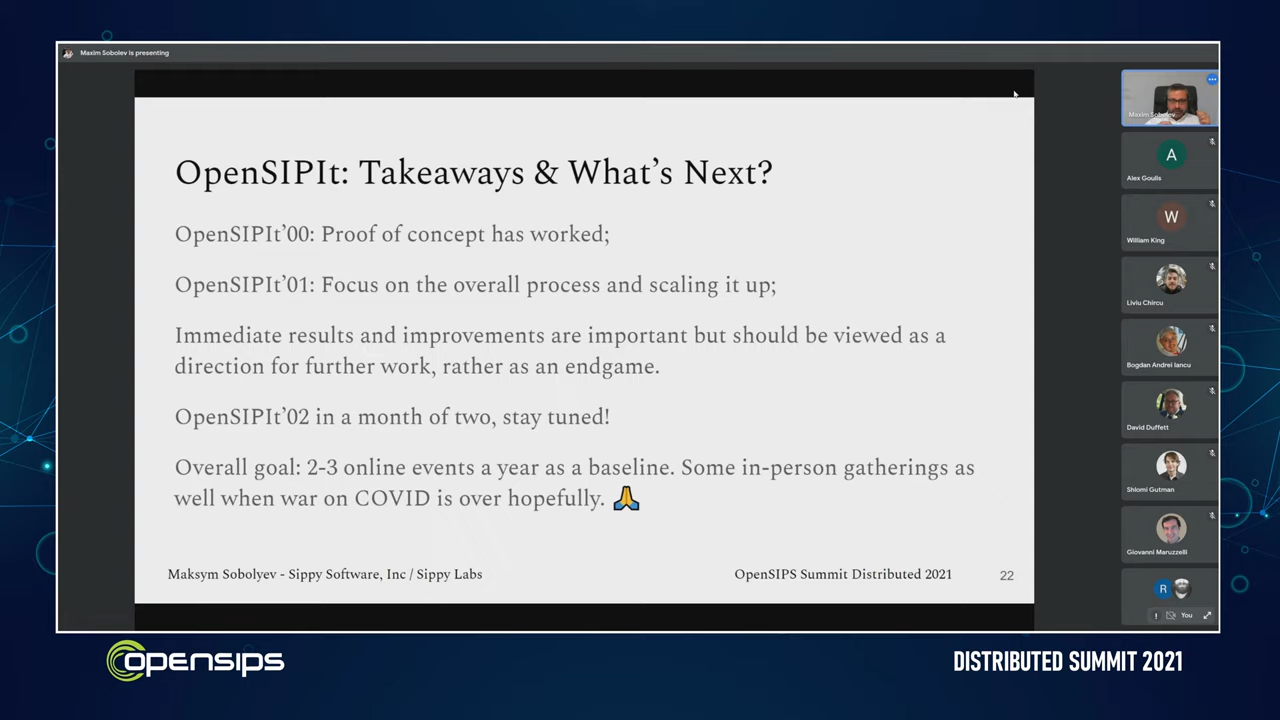 Maxim Sobolev is presenting
OpenSIPIt: Takeaways & What's Next?
OpenSIPIt'00: Proof of concept has worked;
OpenSIPIt'01: Focus on the overall process and scaling it up;
Immediate results and improvements are important but should be viewed as a
direction for further work, rather as an endgame.
OpenSIPIt'02 in a month of two, stay tuned!
Overall goal: 2-3 online events a year as a baseline. Some in-person gatherings as
well when war on COVID is over hopefully. 🙏
Maksym Sobolyev - Sippy Software, Inc / Sippy Labs
OpenSIPS Summit Distributed 2021
22
Maxim Sobolev
A
Alex Goulis
W
William King
Liviu Chircu
Bogdan Andrei Iancu
David Duffett
Shlomi Gutman
Giovanni Maruzzelli
R
You
opensips
DISTRIBUTED SUMMIT 2021